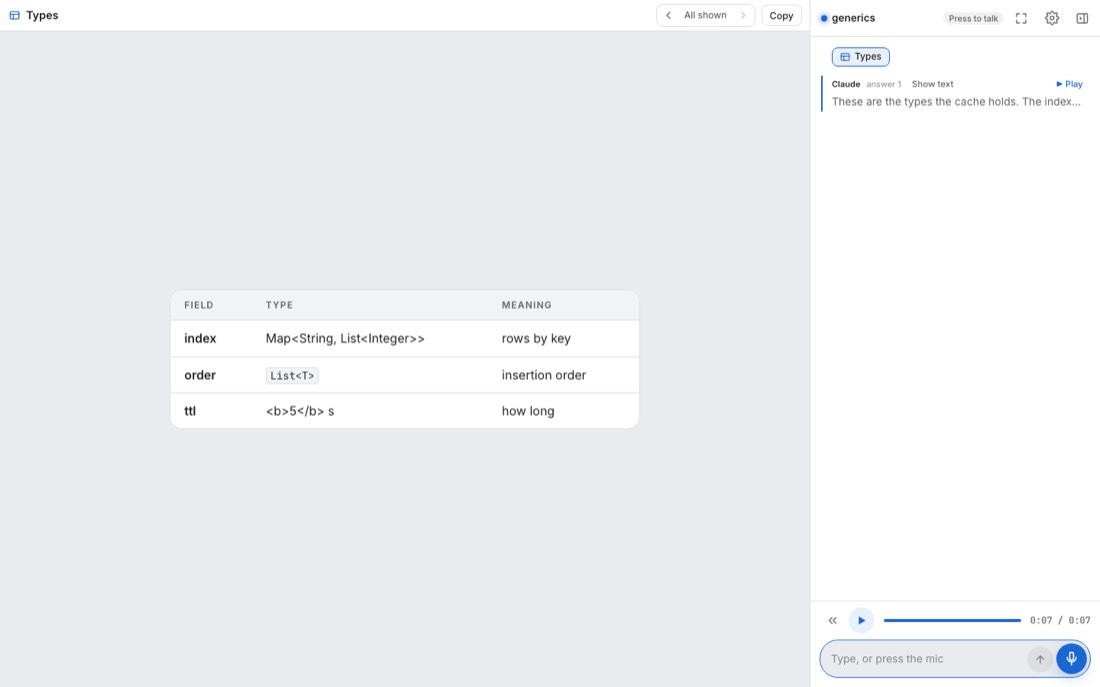 Types
All shown
Copy
FIELD TYPE MEANING
index Map<String, List<Integer>> rows by key
order List<T> insertion order
ttl <b>5</b> s how long
generics
Press to talk
Types
Claude answer 1 Show text Play
These are the types the cache holds. The index...
0:07 / 0:07
Type, or press the mic